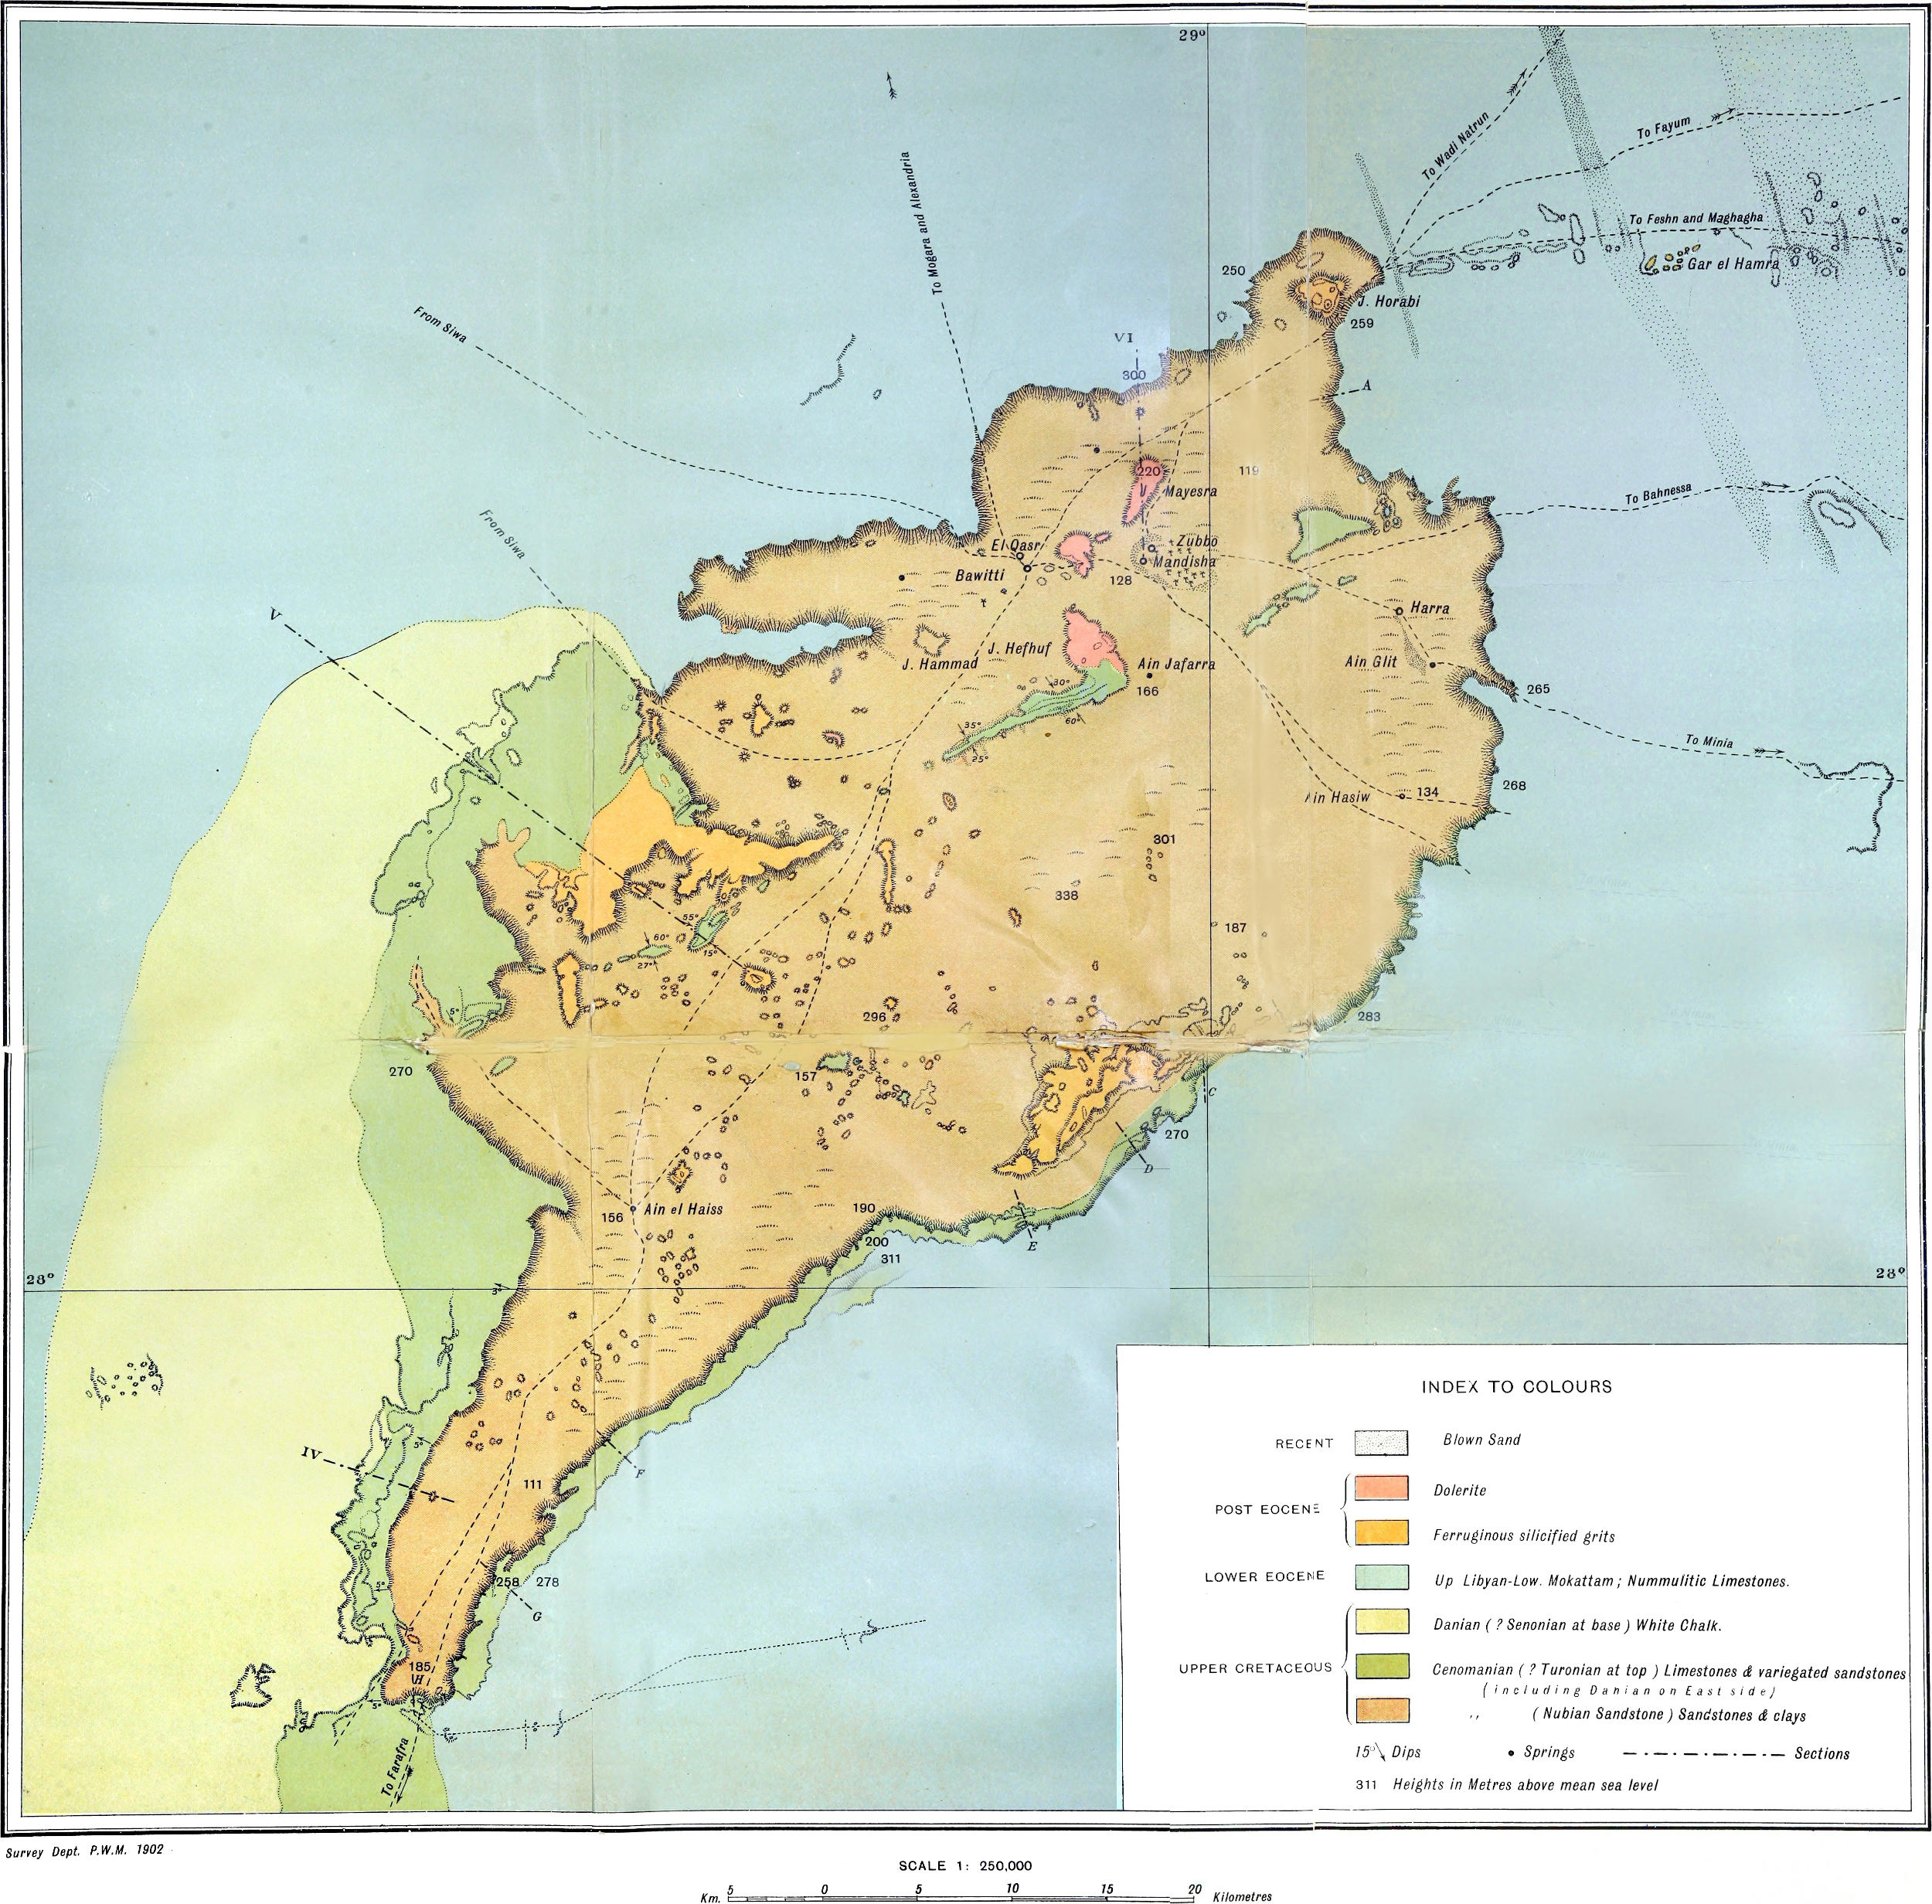 29°
To Wadi Natrun
To Fayum
To Mogara and Alexandria
To Feshn and Maghagha
Gar el Hamra
250
J. Horabi
259
From Siwa
VI
300
A
220
119
Mayesra
To Bahnessa
From Siwa
El Qasr
Zubbo
Mandisha
Bawitti
128
V
Harra
J. Hefhuf
J. Hammad
Ain Jafarra
Ain Glit
30°
166
265
60°
35°
25°
To Minia
268
Ain Hasiw
134
301
338
55°
187
60°
15°
27°
5°
296
283
270
157
C
270
D
190
Ain el Haiss
156
200
E
311
28°
28°
3°
5°
IV
F
111
5°
258
278
G
185
H
5°
To Farafra
INDEX TO COLOURS
RECENT
Blown Sand
POST EOCENE
Dolerite
Ferruginous silicified grits
LOWER EOCENE
Up Libyan-Low. Mokattam; Nummulitic Limestones.
UPPER CRETACEOUS
Danian (? Senonian at base) White Chalk.
Cenomanian (? Turonian at top) Limestones & variegated sandstones
(including Danian on East side)
,, (Nubian Sandstone) Sandstones & clays
15° Dips
Springs
Sections
311 Heights in Metres above mean sea level
Survey Dept. P.W.M. 1902
SCALE 1: 250,000
Km. 5 0 5 10 15 20 Kilometres